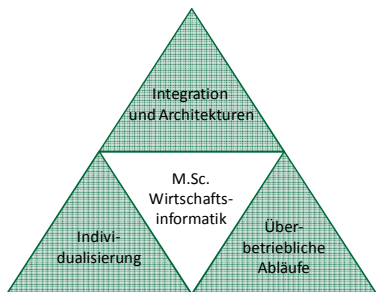 Integration
und Architekturen
M.Sc.
Wirtschafts-
informatik
Indivi-
dualisierung
Über-
betriebliche
Abläufe